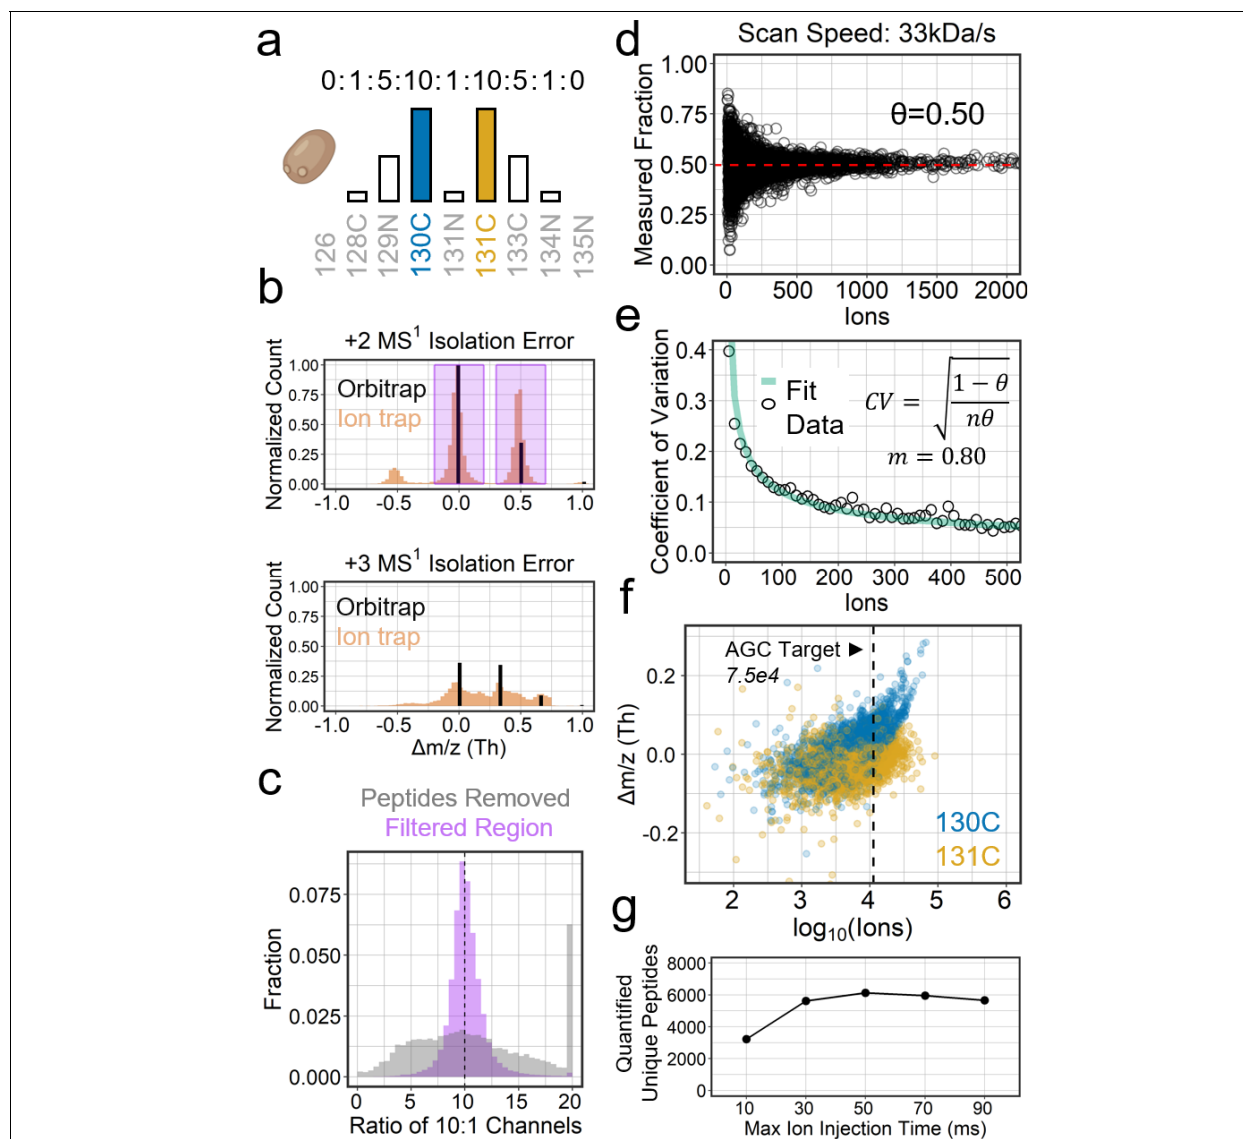 a
0:1:5:10:1:10:5:1:0
126
128C
129N
130C
131N
131C
133C
134N
135N
b
+2 MS¹ Isolation Error
Normalized Count
1.00
0.75
0.50
0.25
0.00
Orbitrap
Ion trap
-1.0 -0.5 0.0 0.5 1.0
+3 MS¹ Isolation Error
Normalized Count
1.00
0.75
0.50
0.25
0.00
Orbitrap
Ion trap
-1.0 -0.5 0.0 0.5 1.0
Δm/z (Th)
c
Peptides Removed
Filtered Region
Fraction
0.075
0.050
0.025
0.000
0 5 10 15 20
Ratio of 10:1 Channels
d
Scan Speed: 33kDa/s
Measured Fraction
1.00
0.75
0.50
0.25
0.00
θ=0.50
0 500 1000 1500 2000
Ions
e
Coefficient of Variation
0.4
0.3
0.2
0.1
0.0
Fit
Data
CV = √((1 − θ)/(nθ))
m = 0.80
0 100 200 300 400 500
Ions
f
AGC Target ►
7.5e4
Δm/z (Th)
0.2
0.0
-0.2
130C
131C
2 3 4 5 6
log₁₀(Ions)
g
Quantified
Unique Peptides
8000
6000
4000
2000
0
10 30 50 70 90
Max Ion Injection Time (ms)